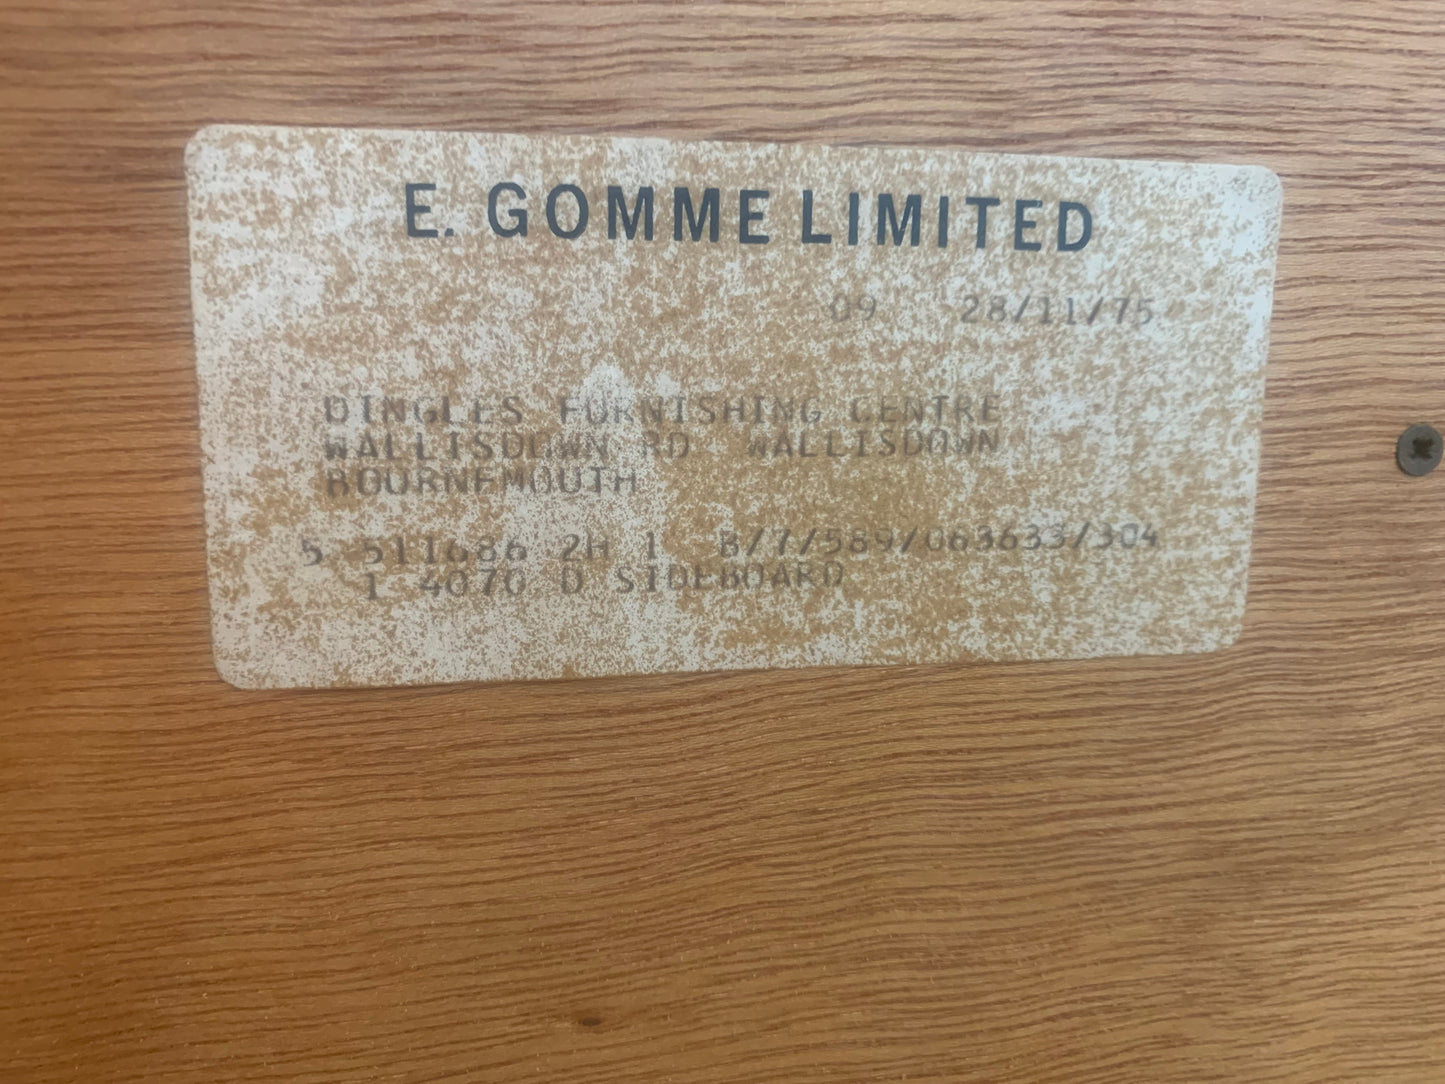 E. GOMME LIMITED
09 28/11/75
DINGLES FURNISHING CENTRE
WALLISDOWN RD WALLISDOWN
BOURNEMOUTH
5 511686 2H 1 B/7/589/063633/304
1 4070 D SIDEBOARD